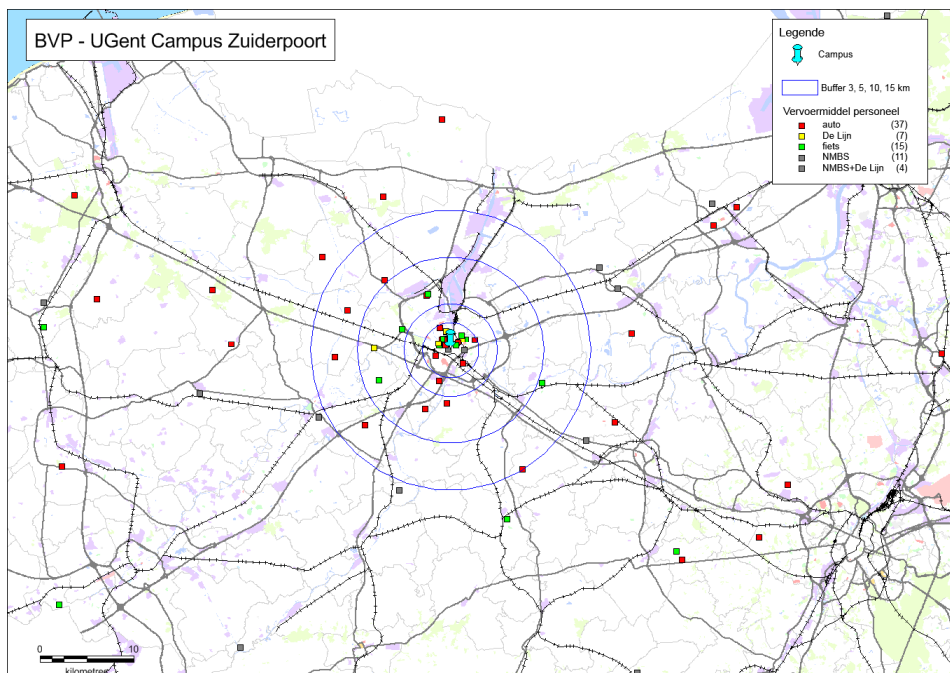 BVP - UGent Campus Zuiderpoort
Legende
Campus
Buffer 3, 5, 10, 15 km
Vervoermiddel personeel
auto (37)
De Lijn (7)
fiets (15)
NMBS (11)
NMBS+De Lijn (4)
0 10
kilometres